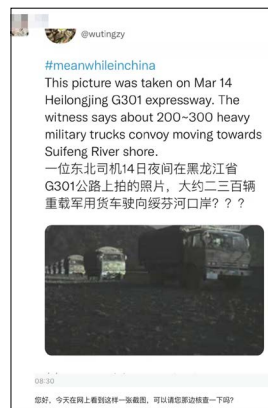 @wutingzy
#meanwhileinchina
This picture was taken on Mar 14
Heilongjing G301 expressway. The
witness says about 200~300 heavy
military trucks convoy moving towards
Suifeng River shore.
一位东北司机14日夜间在黑龙江省
G301公路上拍的照片，大约二三百辆
重载军用货车驶向绥芬河口岸？？？
08:30
您好，今天在网上看到这样一张截图，可以请您那边核查一下吗?